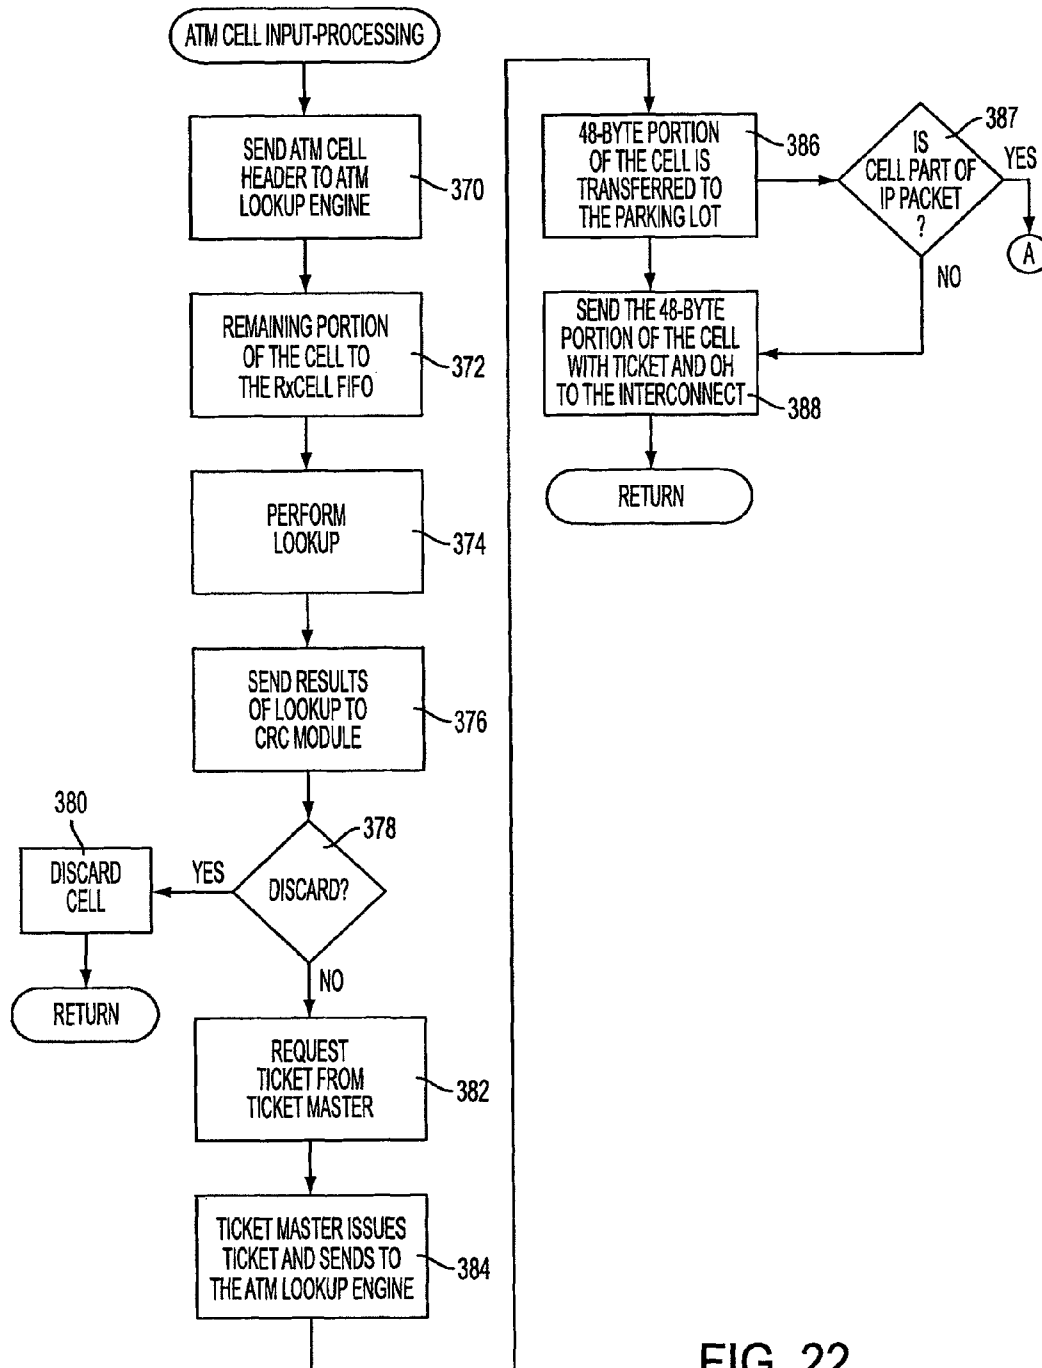 ATM CELL INPUT-PROCESSING
SEND ATM CELL
HEADER TO ATM
LOOKUP ENGINE
370
REMAINING PORTION
OF THE CELL TO
THE RxCELL FIFO
372
PERFORM
LOOKUP
374
SEND RESULTS
OF LOOKUP TO
CRC MODULE
376
378
DISCARD?
YES
380
DISCARD
CELL
RETURN
NO
REQUEST
TICKET FROM
TICKET MASTER
382
TICKET MASTER ISSUES
TICKET AND SENDS TO
THE ATM LOOKUP ENGINE
384
48-BYTE PORTION
OF THE CELL IS
TRANSFERRED TO
THE PARKING LOT
386
387
IS
CELL PART OF
IP PACKET
?
YES
A
NO
SEND THE 48-BYTE
PORTION OF THE CELL
WITH TICKET AND OH
TO THE INTERCONNECT
388
RETURN
FIG. 22